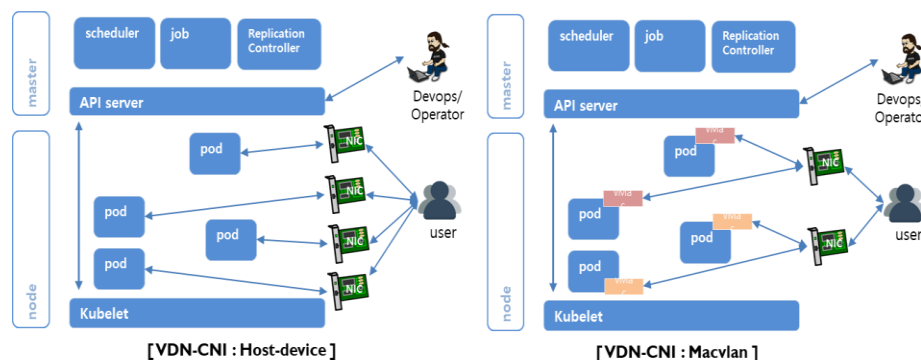 scheduler
job
Replication
Controller
master
API server
Devops/
Operator
node
pod
NIC
pod
NIC
pod
NIC
pod
NIC
user
Kubelet
[VDN-CNI : Host-device]
scheduler
job
Replication
Controller
master
API server
Devops/
Operator
node
pod
NIC
pod
pod
NIC
pod
user
Kubelet
[VDN-CNI : Macvlan]